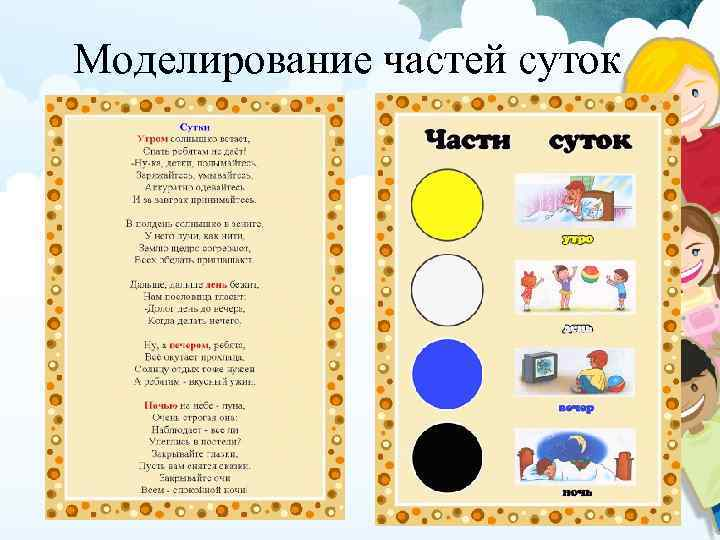 Моделирование частей суток
Сутки
Утром солнышко встает,
Спать ребятам не даёт!
-Ну-ка, детки, подымайтесь,
Заряжайтесь, умывайтесь,
Аккуратно одевайтесь
И за завтрак принимайтесь.
В полдень солнышко в зените,
У него лучи, как нити,
Землю щедро согревают,
Всех обедать приглашают.
Дальше, дальше день бежит,
Нам пословица гласит:
-Долог день до вечера,
Когда делать нечего.
Ну, а вечером, ребята,
Всё окутает прохлада,
Солнцу отдых тоже нужен
А ребятам - вкусный ужин.
Ночью на небе - луна,
Очень строгая она:
Наблюдает - все ли
Улеглись в постели?
Закрывайте глазки,
Пусть вам снятся сказки.
Закрывайте очи
Всем - спокойной ночи!
Части суток
утро
день
вечер
ночь